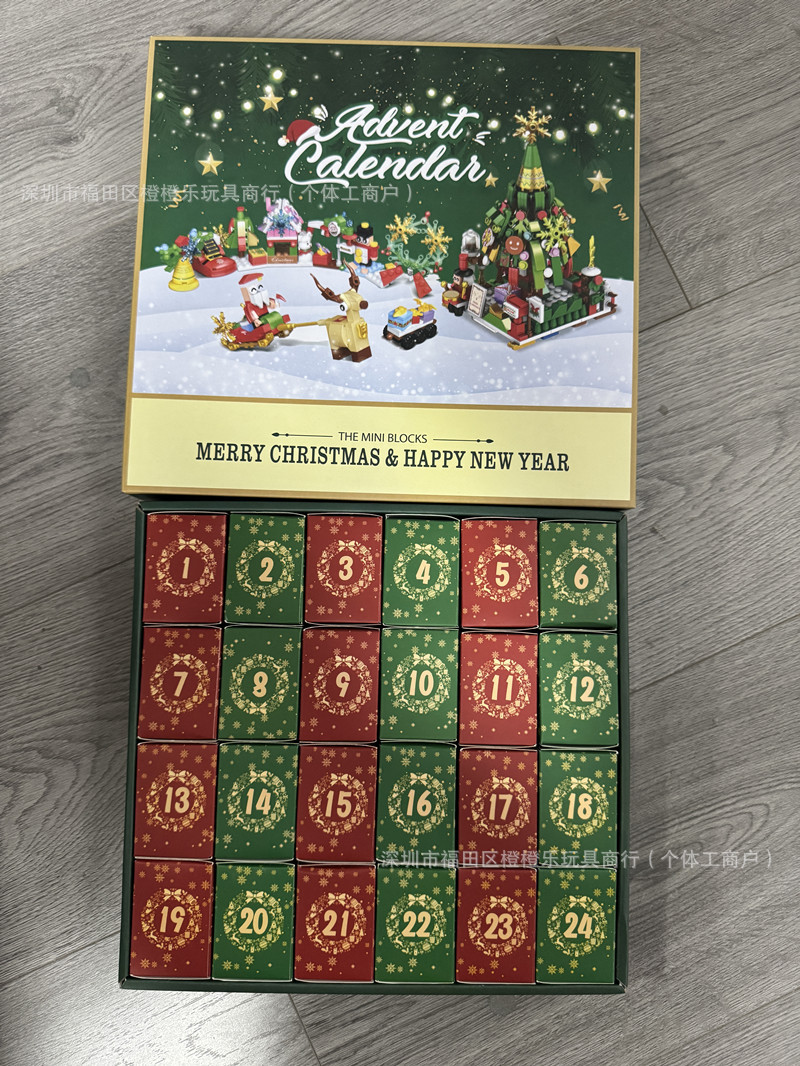 Advent
Calendar
深圳市福田区橙橙乐玩具商行（个体工商户）
THE MINI BLOCKS
MERRY CHRISTMAS & HAPPY NEW YEAR
1 2 3 4 5 6
7 8 9 10 11 12
13 14 15 16 17 18
深圳市福田区橙橙乐玩具商行（个体工商户）
19 20 21 22 23 24